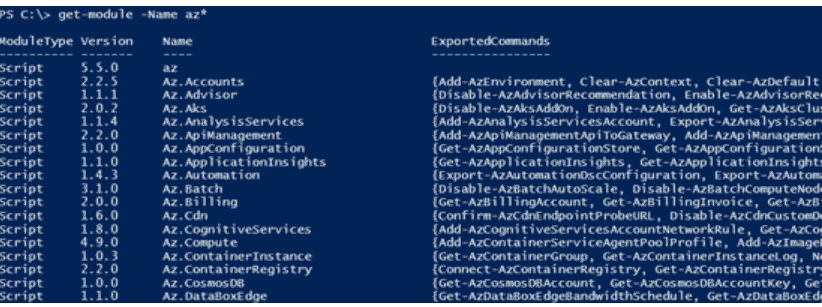 PS C:\> get-module -Name az*
ModuleType Version Name ExportedCommands
---------- ------- ---- ----------------
Script 5.5.0 az
Script 2.2.5 Az.Accounts {Add-AzEnvironment, Clear-AzContext, Clear-AzDefault
Script 1.1.1 Az.Advisor {Disable-AzAdvisorRecommendation, Enable-AzAdvisorRec
Script 2.0.2 Az.Aks {Disable-AzAksAddOn, Enable-AzAksAddOn, Get-AzAksClus
Script 1.1.4 Az.AnalysisServices {Add-AzAnalysisServicesAccount, Export-AzAnalysisServ
Script 2.2.0 Az.ApiManagement {Add-AzApiManagementApiToGateway, Add-AzApiManagement
Script 1.0.0 Az.AppConfiguration {Get-AzAppConfigurationStore, Get-AzAppConfigurationS
Script 1.1.0 Az.ApplicationInsights {Get-AzApplicationInsights, Get-AzApplicationInsights
Script 1.4.3 Az.Automation {Export-AzAutomationDscConfiguration, Export-AzAutoma
Script 3.1.0 Az.Batch {Disable-AzBatchAutoScale, Disable-AzBatchComputeNode
Script 2.0.0 Az.Billing {Get-AzBillingAccount, Get-AzBillingInvoice, Get-AzBi
Script 1.6.0 Az.Cdn {Confirm-AzCdnEndpointProbeURL, Disable-AzCdnCustomDo
Script 1.8.0 Az.CognitiveServices {Add-AzCognitiveServicesAccountNetworkRule, Get-AzCog
Script 4.9.0 Az.Compute {Add-AzContainerServiceAgentPoolProfile, Add-AzImageD
Script 1.0.3 Az.ContainerInstance {Get-AzContainerGroup, Get-AzContainerInstanceLog, Ne
Script 2.2.0 Az.ContainerRegistry {Connect-AzContainerRegistry, Get-AzContainerRegistry
Script 1.0.0 Az.CosmosDB {Get-AzCosmosDBAccount, Get-AzCosmosDBAccountKey, Get
Script 1.1.0 Az.DataBoxEdge {Get-AzDataBoxEdgeBandwidthSchedule, Get-AzDataBoxEdg